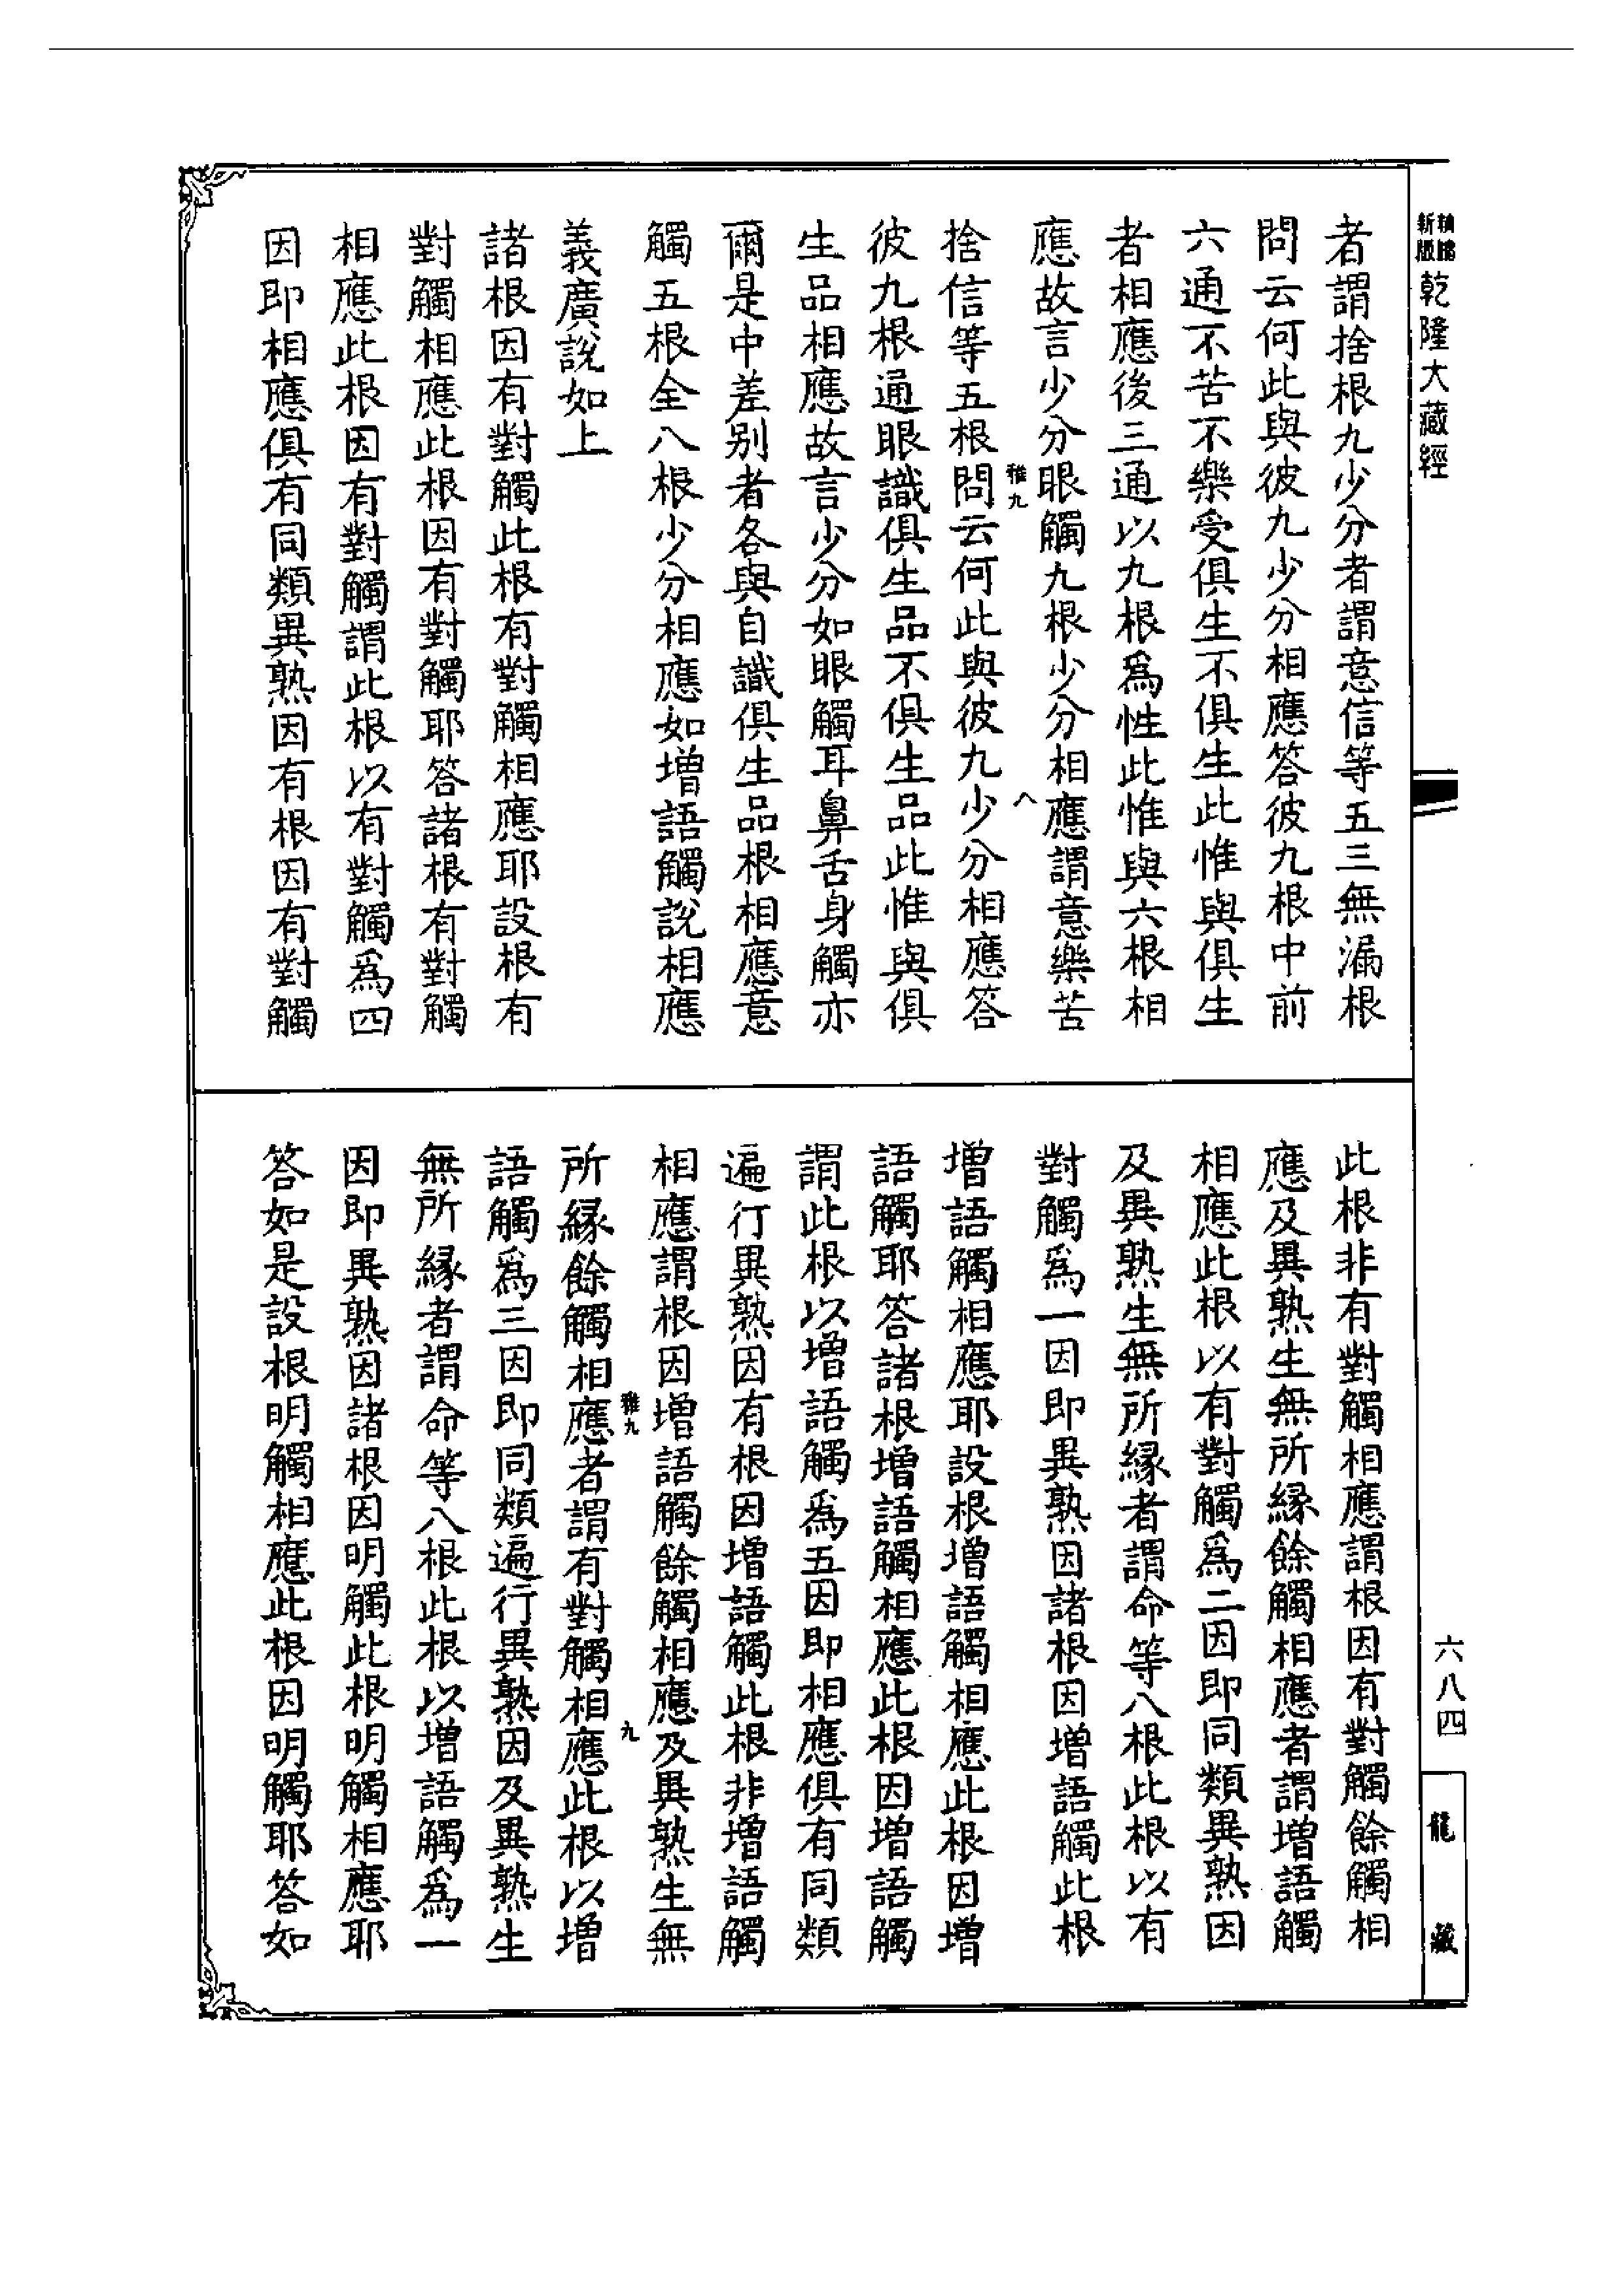 新版 精縮 乾隆大藏經
者謂捨根九少分者謂意信等五三無漏根
問云何此與彼九少分相應答彼九根中前
六通不苦不樂受俱生不俱生此惟與俱生
者相應後三通以九根為性此惟與六根相
應故言少分眼觸九根少分相應謂意樂苦
捨信等五根問云何此與彼九少分相應答
彼九根通眼識俱生品不俱生品此惟與俱
生品相應故言少分如眼觸耳鼻舌身觸亦
爾是中差別者各與自識俱生品根相應意
觸五根全八根少分相應如增語觸說相應
義廣說如上
諸根因有對觸此根有對觸相應耶設根有
對觸相應此根因有對觸耶答諸根有對觸
相應此根因有對觸謂此根以有對觸為四
因即相應俱有同類異熟因有根因有對觸
雅九
八
此根非有對觸相應謂根因有對觸餘觸相
應及異熟生無所緣餘觸相應者謂增語觸
相應此根以有對觸為二因即同類異熟因
及異熟生無所緣者謂命等八根此根以有
對觸為一因即異熟因諸根因增語觸此根
增語觸相應耶設根增語觸相應此根因增
語觸耶答諸根增語觸相應此根因增語觸
謂此根以增語觸為五因即相應俱有同類
遍行異熟因有根因增語觸此根非增語觸
相應謂根因增語觸餘觸相應及異熟生無
所緣餘觸相應者謂有對觸相應此根以增
語觸為三因即同類遍行異熟因及異熟生
無所緣者謂命等八根此根以增語觸為一
因即異熟因諸根因明觸此根明觸相應耶
答如是設根明觸相應此根因明觸耶答如
雅九
九
六八四
龍藏